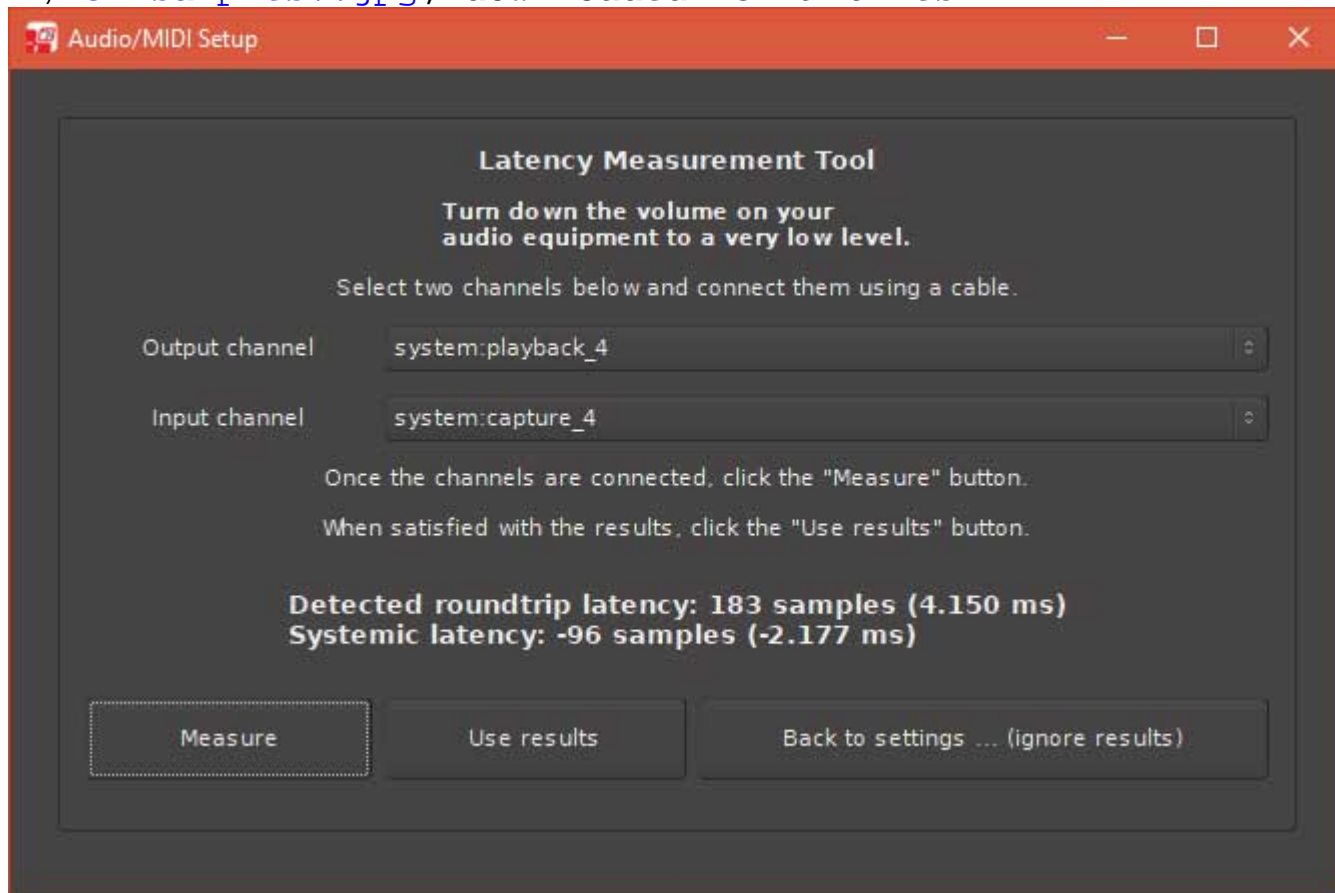 Audio/MIDI Setup
Latency Measurement Tool
Turn down the volume on your
audio equipment to a very low level.
Select two channels below and connect them using a cable.
Output channel system:playback_4
Input channel system:capture_4
Once the channels are connected, click the "Measure" button.
When satisfied with the results, click the "Use results" button.
Detected roundtrip latency: 183 samples (4.150 ms)
Systemic latency: -96 samples (-2.177 ms)
Measure Use results Back to settings ... (ignore results)